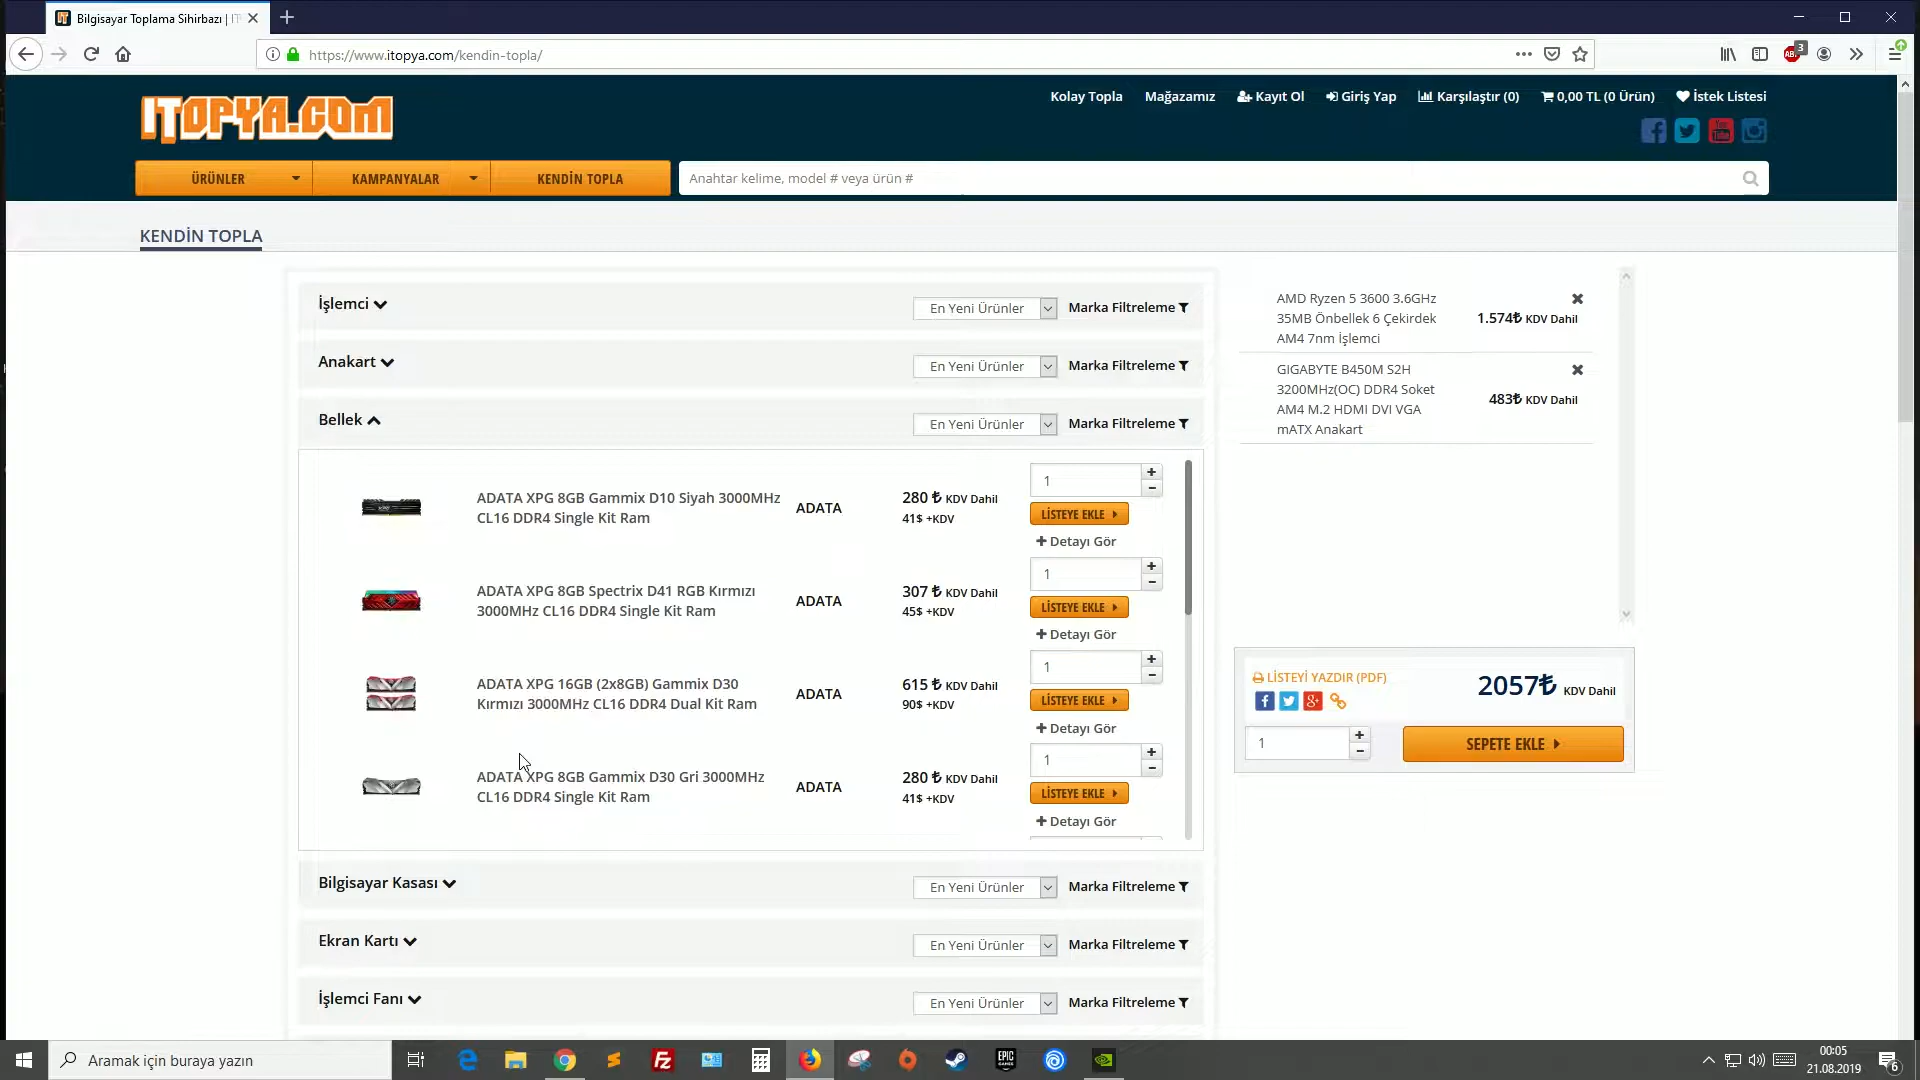 Bilgisayar Toplama Sihirbazı | IT
https://www.itopya.com/kendin-topla/
3
ITOPYA.COM
Kolay Topla
Mağazamız
Kayıt Ol
Giriş Yap
Karşılaştır (0)
0,00 TL (0 Ürün)
İstek Listesi
ÜRÜNLER
KAMPANYALAR
KENDİN TOPLA
Anahtar kelime, model # veya ürün #
KENDİN TOPLA
İşlemci
En Yeni Ürünler
Marka Filtreleme
Anakart
En Yeni Ürünler
Marka Filtreleme
Bellek
En Yeni Ürünler
Marka Filtreleme
ADATA XPG 8GB Gammix D10 Siyah 3000MHz
CL16 DDR4 Single Kit Ram
ADATA
280 ₺ KDV Dahil
41$ +KDV
1
LİSTEYE EKLE
Detayı Gör
ADATA XPG 8GB Spectrix D41 RGB Kırmızı
3000MHz CL16 DDR4 Single Kit Ram
ADATA
307 ₺ KDV Dahil
45$ +KDV
1
LİSTEYE EKLE
Detayı Gör
ADATA XPG 16GB (2x8GB) Gammix D30
Kırmızı 3000MHz CL16 DDR4 Dual Kit Ram
ADATA
615 ₺ KDV Dahil
90$ +KDV
1
LİSTEYE EKLE
Detayı Gör
ADATA XPG 8GB Gammix D30 Gri 3000MHz
CL16 DDR4 Single Kit Ram
ADATA
280 ₺ KDV Dahil
41$ +KDV
1
LİSTEYE EKLE
Detayı Gör
Bilgisayar Kasası
En Yeni Ürünler
Marka Filtreleme
Ekran Kartı
En Yeni Ürünler
Marka Filtreleme
İşlemci Fanı
En Yeni Ürünler
Marka Filtreleme
AMD Ryzen 5 3600 3.6GHz
35MB Önbellek 6 Çekirdek
AM4 7nm İşlemci
1.574₺ KDV Dahil
GIGABYTE B450M S2H
3200MHz(OC) DDR4 Soket
AM4 M.2 HDMI DVI VGA
mATX Anakart
483₺ KDV Dahil
LİSTEYİ YAZDIR (PDF)
2057₺ KDV Dahil
1
SEPETE EKLE
Aramak için buraya yazın
EPIC
GAMES
00:05
21.08.2019
6